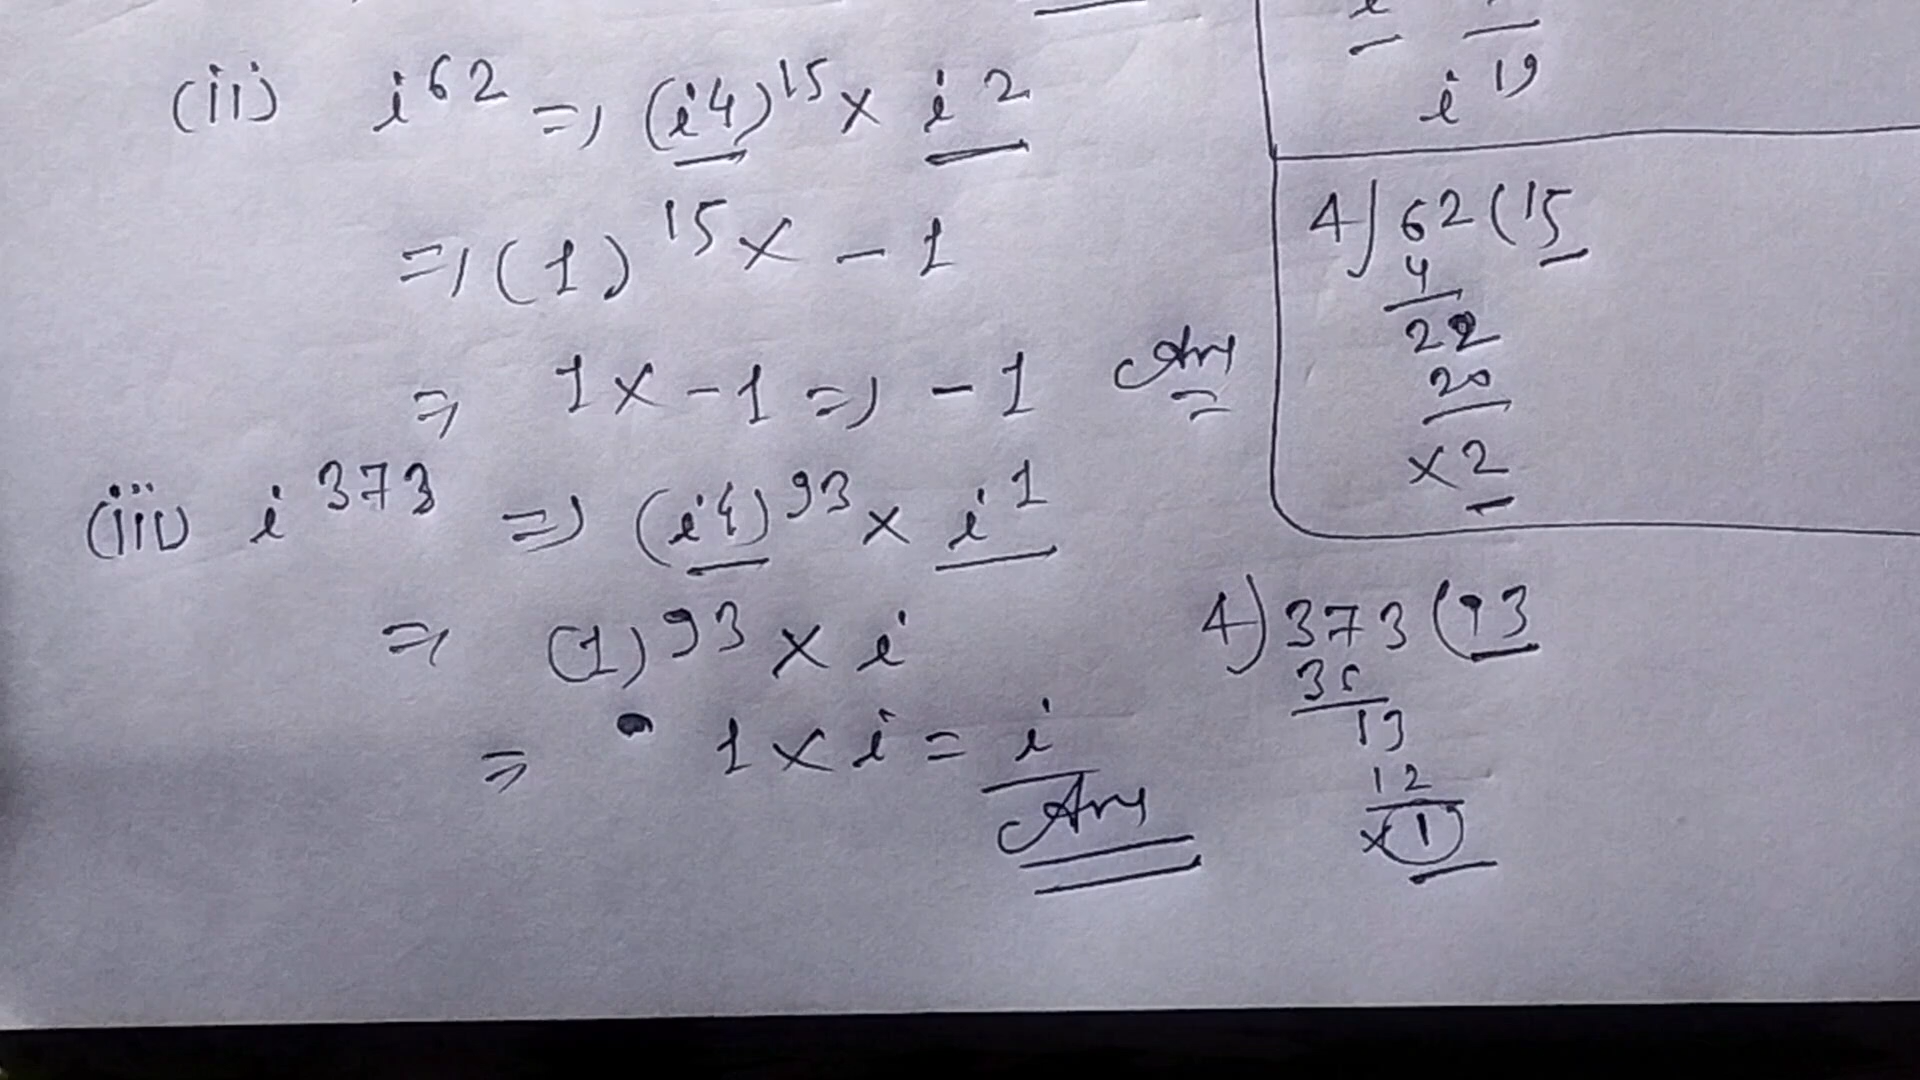 (ii) i^62 => (i^4)^15 × i^2
=> (1)^15 × -1
=> 1 × -1 => -1 Ans
(iii) i^373 => (i^4)^93 × i^1
=> (1)^93 × i
=> 1 × i = i
Ans
i^19
4) 62 (15
4
22
20
×2
4) 373 (93
36
13
12
×1